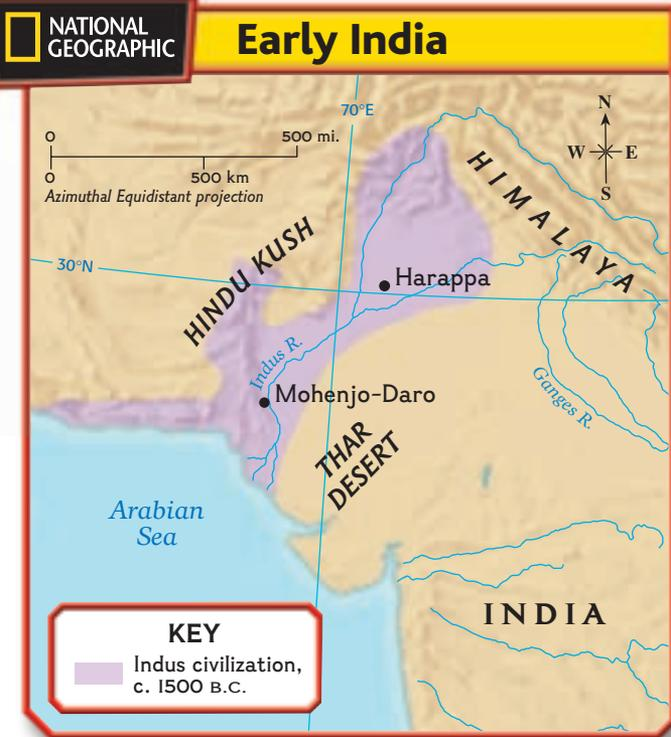 NATIONAL
GEOGRAPHIC
Early India
70°E
0 500 mi.
0 500 km
Azimuthal Equidistant projection
N
W E
S
HIMALAYA
HINDU KUSH
30°N
Harappa
Indus R.
Mohenjo-Daro
Ganges R.
THAR
DESERT
Arabian
Sea
INDIA
KEY
Indus civilization,
c. 1500 B.C.